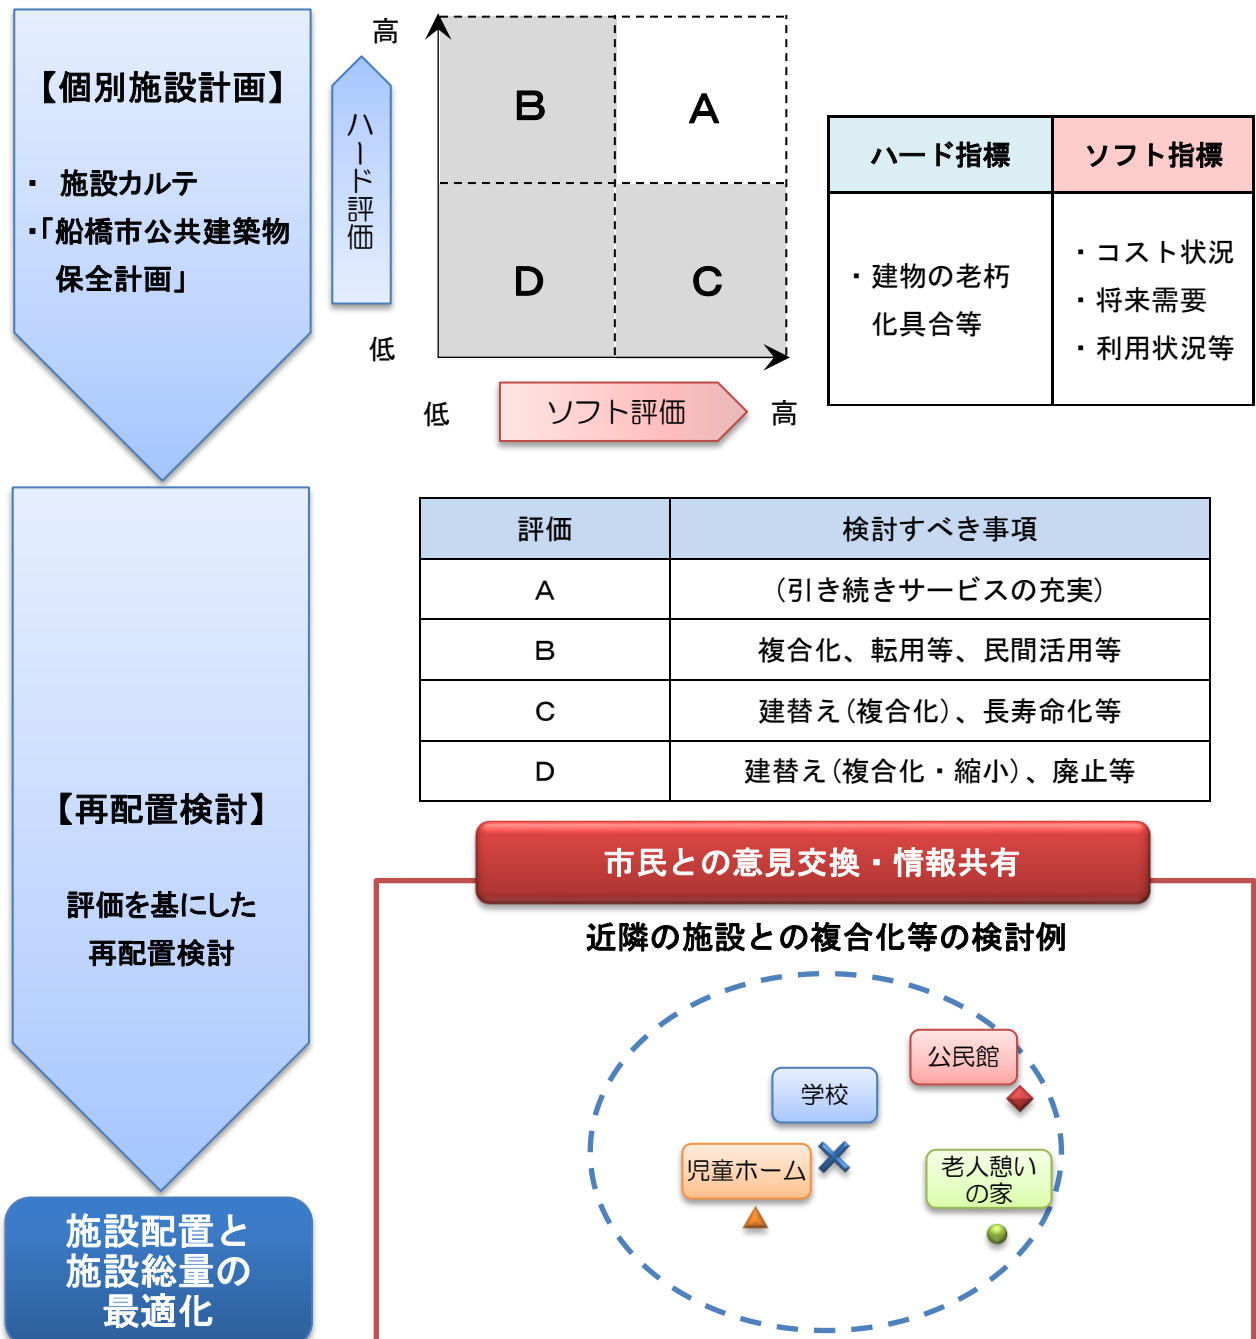 【個別施設計画】
・ 施設カルテ
・「船橋市公共建築物
保全計画」
高
ハード評価
低
B
A
D
C
低
ソフト評価
高
ハード指標
ソフト指標
・建物の老朽
化具合等
・コスト状況
・将来需要
・利用状況等
評価
検討すべき事項
A
（引き続きサービスの充実）
B
複合化、転用等、民間活用等
C
建替え（複合化）、長寿命化等
D
建替え（複合化・縮小）、廃止等
【再配置検討】
評価を基にした
再配置検討
市民との意見交換・情報共有
近隣の施設との複合化等の検討例
公民館
学校
児童ホーム
老人憩い
の家
施設配置と
施設総量の
最適化